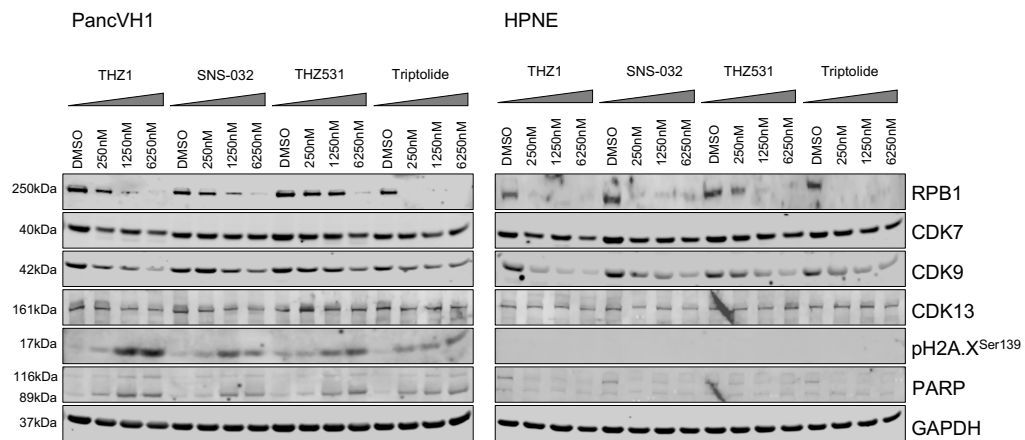 PancVH1 HPNE
THZ1 SNS-032 THZ531 Triptolide THZ1 SNS-032 THZ531 Triptolide
DMSO 250nM 1250nM 6250nM DMSO 250nM 1250nM 6250nM DMSO 250nM 1250nM 6250nM DMSO 250nM 1250nM 6250nM DMSO 250nM 1250nM 6250nM DMSO 250nM 1250nM 6250nM DMSO 250nM 1250nM 6250nM DMSO 250nM 1250nM 6250nM
250kDa RPB1
40kDa CDK7
42kDa CDK9
161kDa CDK13
17kDa pH2A.X^Ser139
116kDa
89kDa PARP
37kDa GAPDH